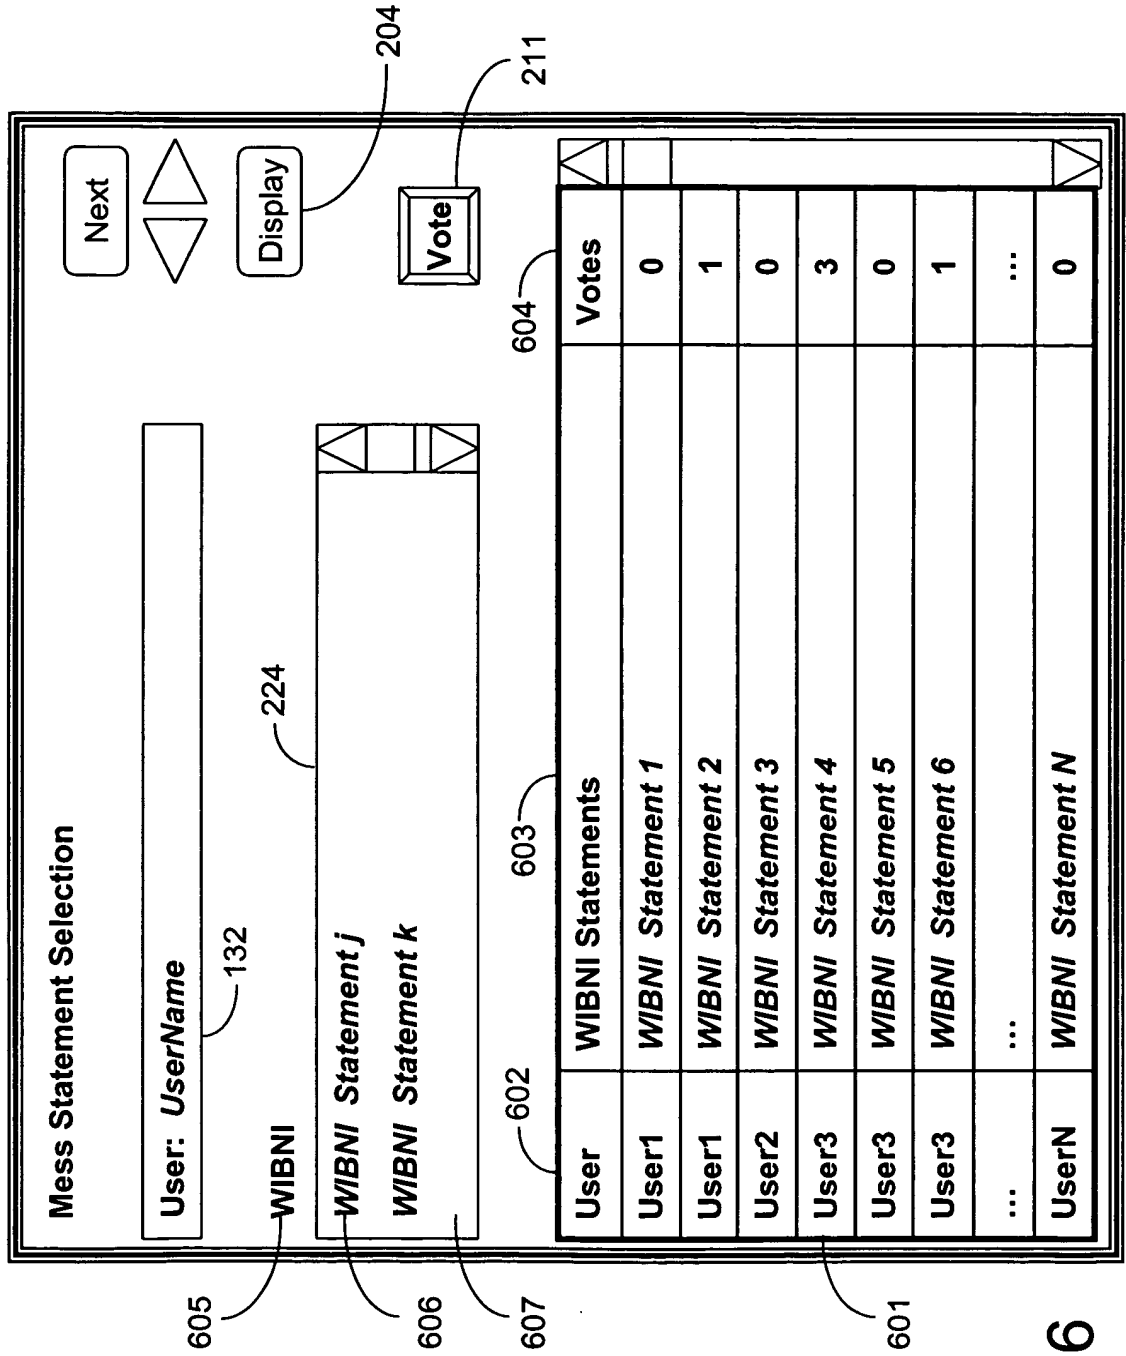 Mess Statement Selection
Next
User: UserName
132
Display
204
605
WIBNI
224
Vote
211
606
WIBNI Statement j
WIBNI Statement k
607
602
603
604
User WIBNI Statements Votes
User1 WIBNI Statement 1 0
User1 WIBNI Statement 2 1
User2 WIBNI Statement 3 0
User3 WIBNI Statement 4 3
User3 WIBNI Statement 5 0
User3 WIBNI Statement 6 1
... ... ...
UserN WIBNI Statement N 0
601
6